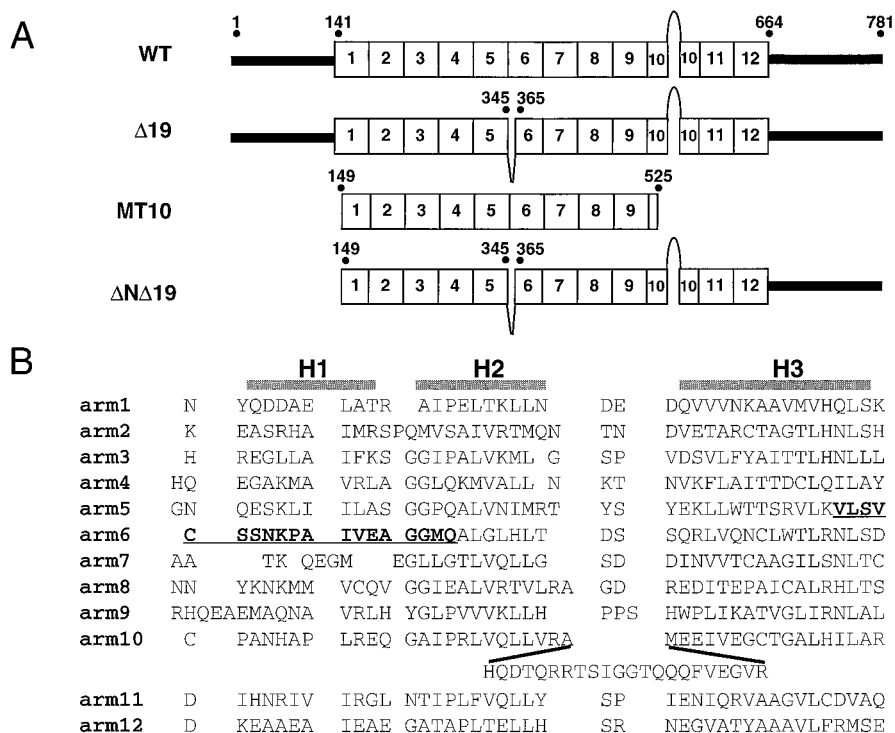 A
1 141 664 781
WT 1 2 3 4 5 6 7 8 9 10 10 11 12
345 365
Δ19 1 2 3 4 5 6 7 8 9 10 10 11 12
149 525
MT10 1 2 3 4 5 6 7 8 9
149 345 365
ΔNΔ19 1 2 3 4 5 6 7 8 9 10 10 11 12
B
H1 H2 H3
arm1 N YQDDAE LATR AIPELTKLLN DE DQVVVNKAAVMVHQLSK
arm2 K EASRHA IMRSPQMVSAIVRTMQN TN DVETARCTAGTLHNLSH
arm3 H REGLLA IFKS GGIPALVKML G SP VDSVLFYAITTLHNLLL
arm4 HQ EGAKMA VRLA GGLQKMVALL N KT NVKFLAITTDCLQILAY
arm5 GN QESKLI ILAS GGPQALVNIMRT YS YEKLLWTTSRVLKVLSV
arm6 C SSNKPA IVEA GGMQALGLHLT DS SQRLVQNCLWTLRNLSD
arm7 AA TK QEGM EGLLGTLVQLLG SD DINVVTCAAGILSNLTC
arm8 NN YKNKMM VCQV GGIEALVRTVLRA GD REDITEPAICALRHLTS
arm9 RHQEAEMAQNA VRLH YGLPVVVKLLH PPS HWPLIKATVGLIRNLAL
arm10 C PANHAP LREQ GAIPRLVQLLVRA MEEIVEGCTGALHILAR
HQDTQRRTSIGGTQQQFVEGVR
arm11 D IHNRIV IRGL NTIPLFVQLLY SP IENIQRVAAGVLCDVAQ
arm12 D KEAAEA IEAE GATAPLTELLH SR NEGVATYAAAVLFRMSE